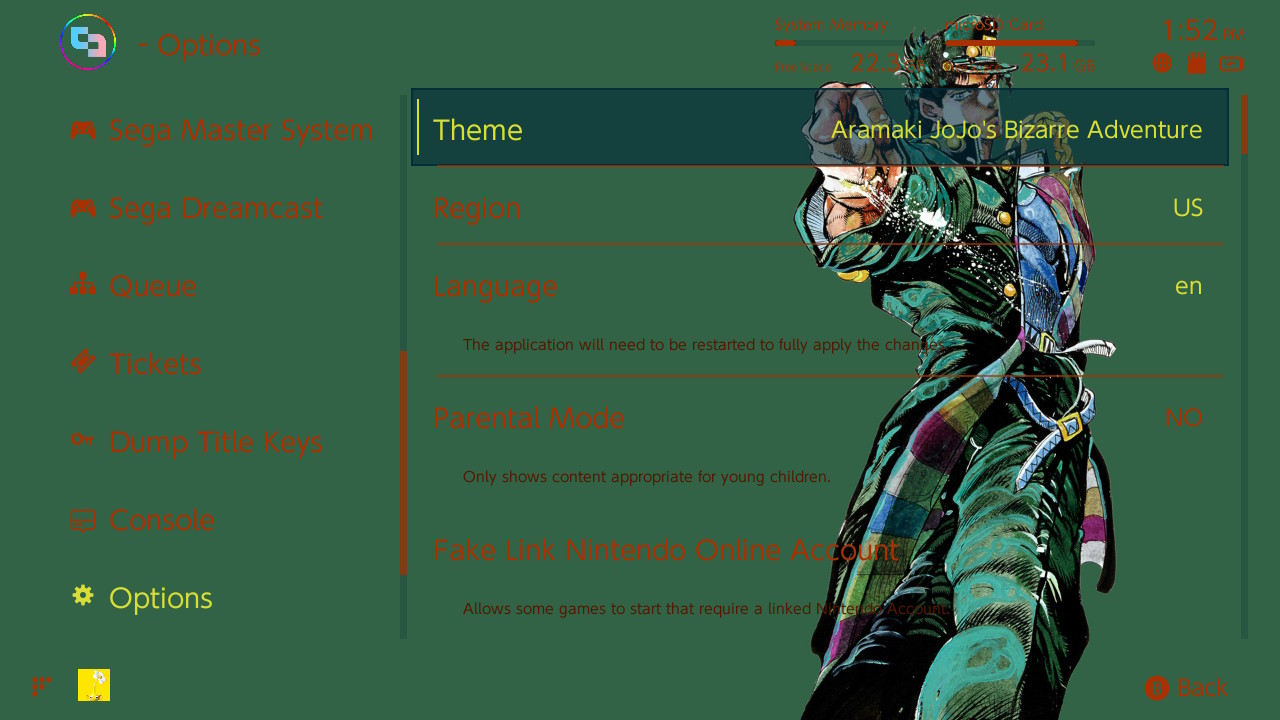 - Options
System Memory
microSD Card
1:52 PM
Free Space 22.3 GB
23.1 GB
Sega Master System
Sega Dreamcast
Queue
Tickets
Dump Title Keys
Console
Options
Theme
Aramaki JoJo's Bizarre Adventure
Region
US
Language
en
The application will need to be restarted to fully apply the changes.
Parental Mode
NO
Only shows content appropriate for young children.
Fake Link Nintendo Online Account
Allows some games to start that require a linked Nintendo Account.
Back